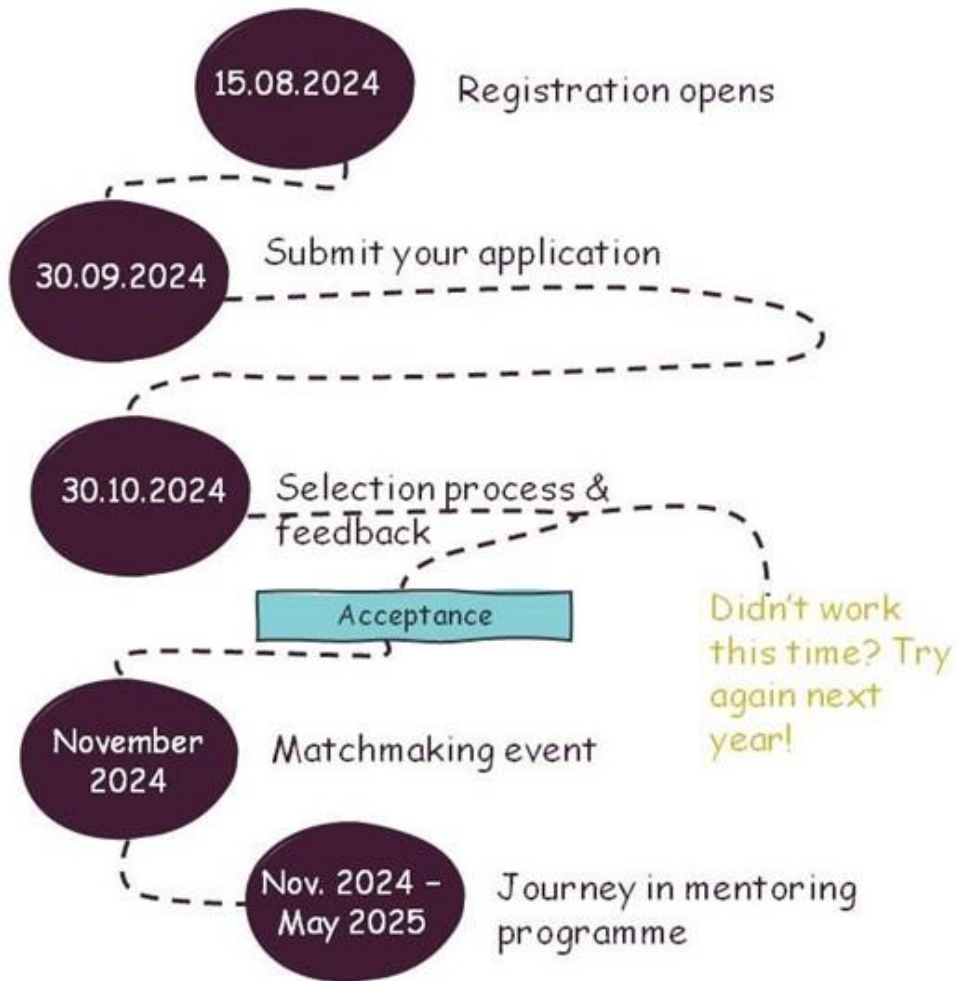 15.08.2024
Registration opens
30.09.2024
Submit your application
30.10.2024
Selection process &
feedback
Acceptance
Didn't work
this time? Try
again next
year!
November
2024
Matchmaking event
Nov. 2024 –
May 2025
Journey in mentoring
programme